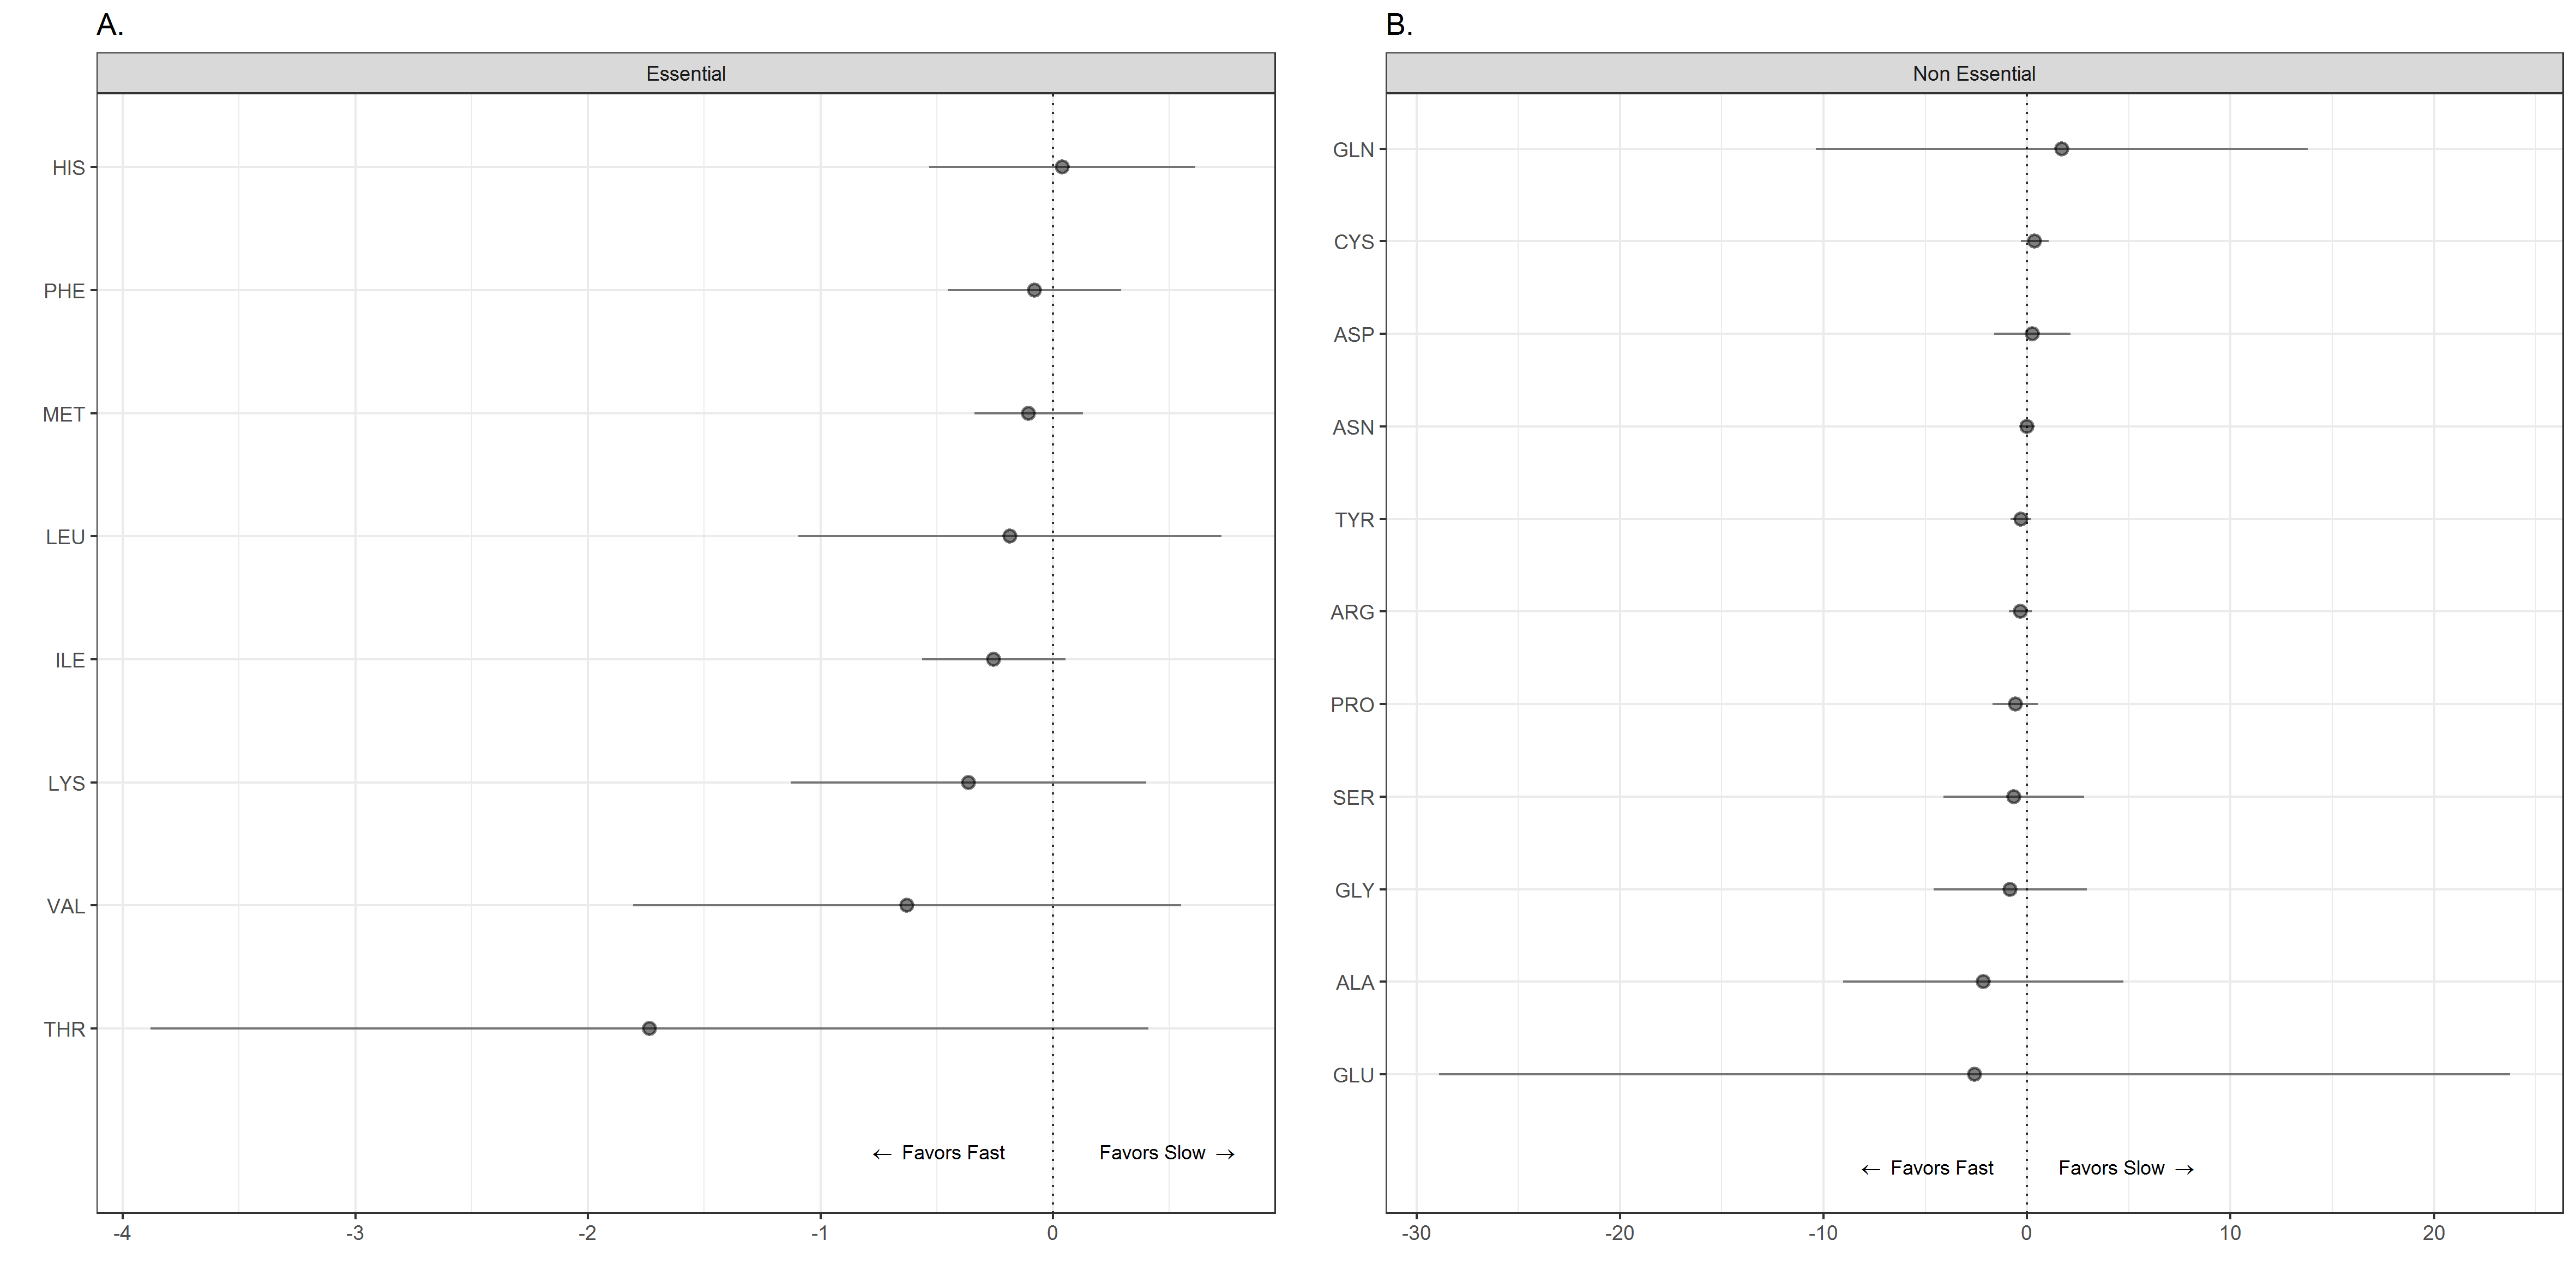 A.
Essential
HIS
PHE
MET
LEU
ILE
LYS
VAL
THR
← Favors Fast Favors Slow →
-4 -3 -2 -1 0
B.
Non Essential
GLN
CYS
ASP
ASN
TYR
ARG
PRO
SER
GLY
ALA
GLU
← Favors Fast Favors Slow →
-30 -20 -10 0 10 20